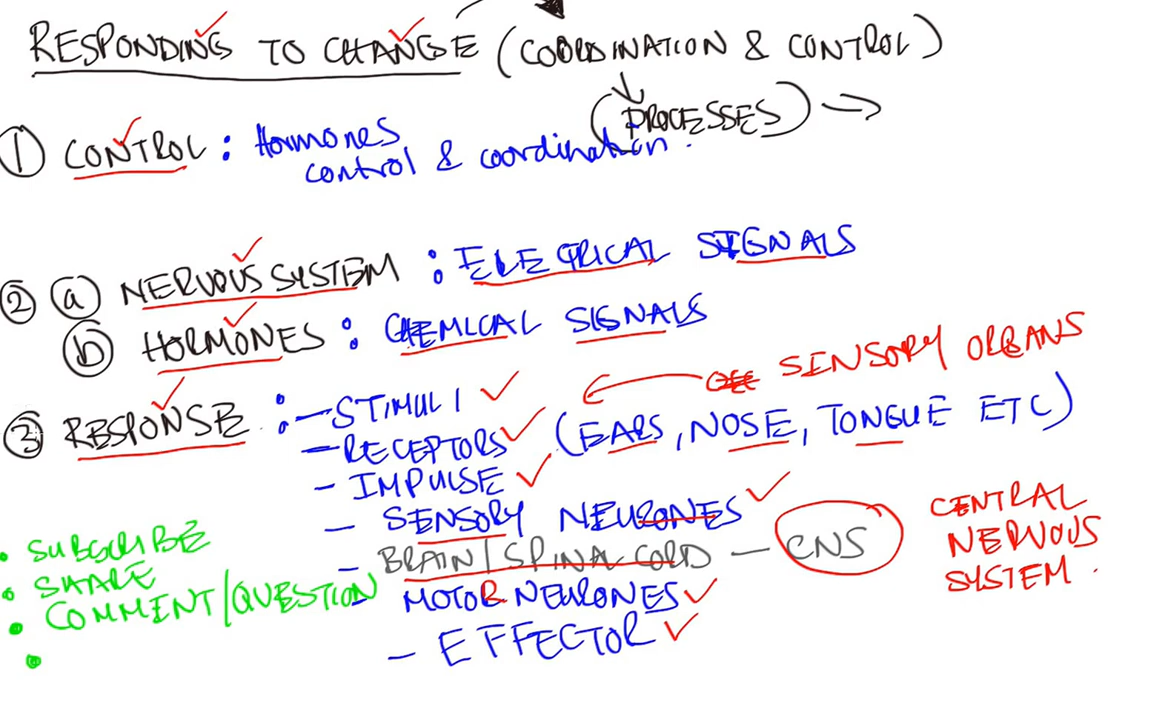 RESPONDING TO CHANGE (COORDINATION & CONTROL)
(PROCESSES) →
① CONTROL : Hormones
control & coordination.
② ⓐ NERVOUS SYSTEM : ELECTRICAL SIGNALS
ⓑ HORMONES : CHEMICAL SIGNALS
SENSORY ORGANS
③ RESPONSE : – STIMULI
– RECEPTORS (EARS, NOSE, TONGUE ETC)
– IMPULSE
– SENSORY NEURONES
– BRAIN/SPINAL CORD – CNS
CENTRAL
NERVOUS
SYSTEM.
– MOTOR NEURONES
– EFFECTOR
• SUBSCRIBE
• SHARE
• COMMENT/QUESTION
•